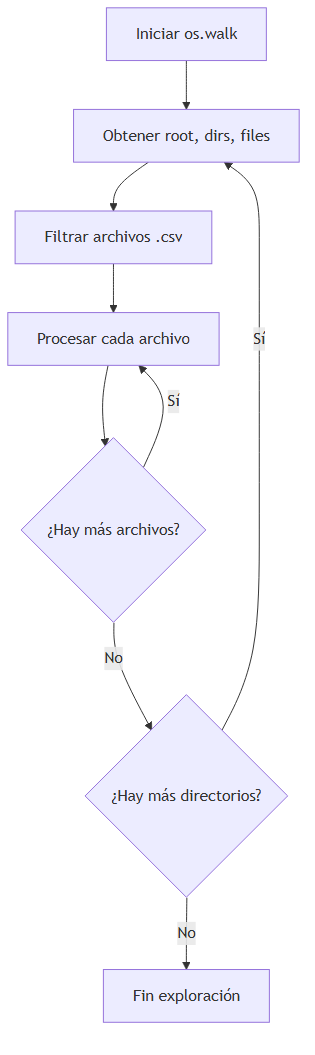 Iniciar os.walk
Obtener root, dirs, files
Filtrar archivos .csv
Sí
Procesar cada archivo
Sí
¿Hay más archivos?
No
¿Hay más directorios?
No
Fin exploración